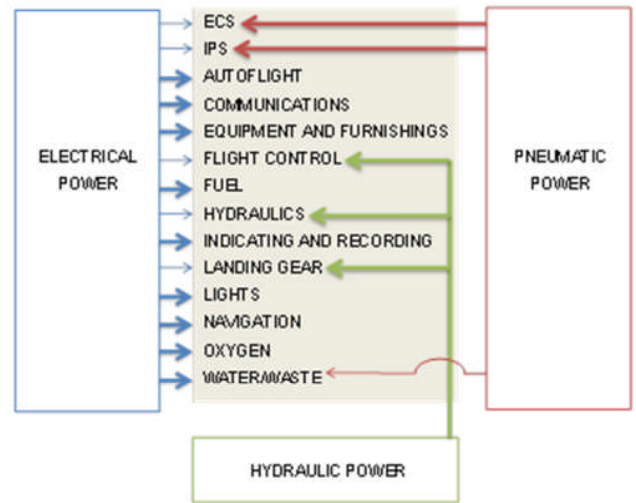 ECS
IPS
AUTOFLIGHT
COMMUNICATIONS
EQUIPMENT AND FURNISHINGS
FLIGHT CONTROL
FUEL
HYDRAULICS
INDICATING AND RECORDING
LANDING GEAR
LIGHTS
NAVIGATION
OXYGEN
WATER/WASTE
ELECTRICAL
POWER
PNEUMATIC
POWER
HYDRAULIC POWER